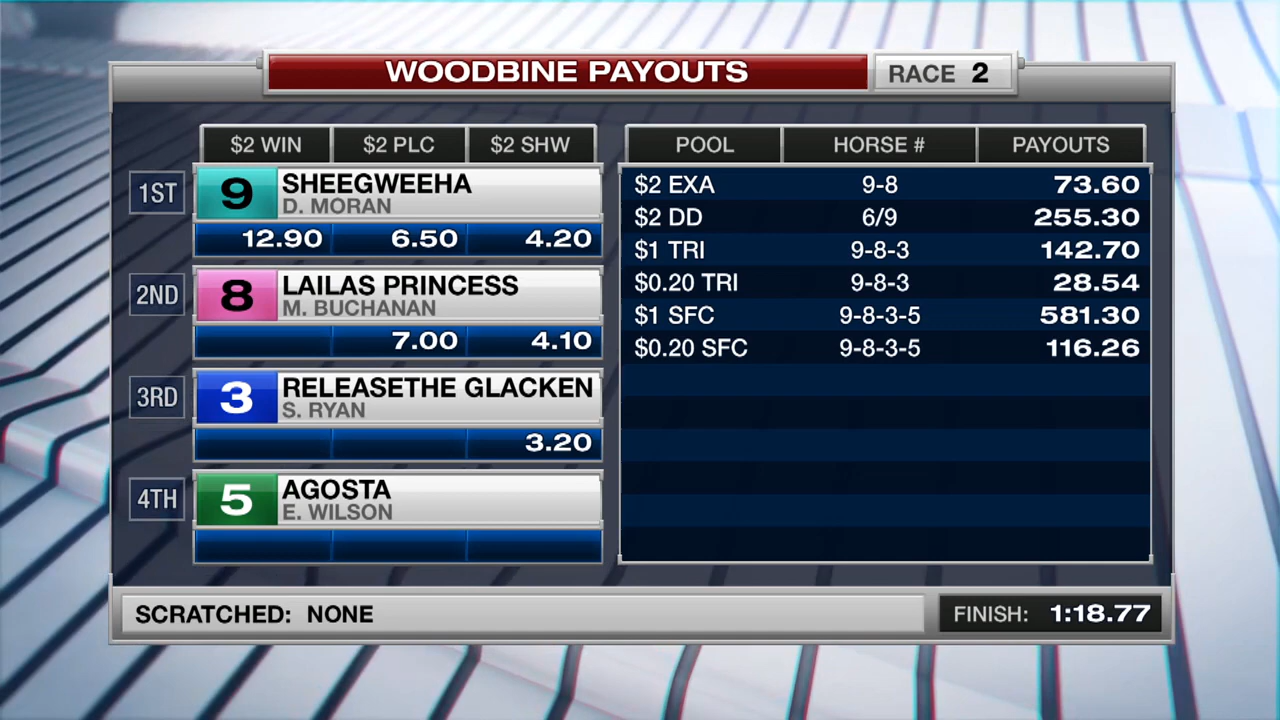 WOODBINE PAYOUTS
RACE 2
$2 WIN $2 PLC $2 SHW
1ST 9 SHEEGWEEHA
D. MORAN
12.90 6.50 4.20
2ND 8 LAILAS PRINCESS
M. BUCHANAN
7.00 4.10
3RD 3 RELEASETHE GLACKEN
S. RYAN
3.20
4TH 5 AGOSTA
E. WILSON
POOL HORSE # PAYOUTS
$2 EXA 9-8 73.60
$2 DD 6/9 255.30
$1 TRI 9-8-3 142.70
$0.20 TRI 9-8-3 28.54
$1 SFC 9-8-3-5 581.30
$0.20 SFC 9-8-3-5 116.26
SCRATCHED: NONE
FINISH: 1:18.77